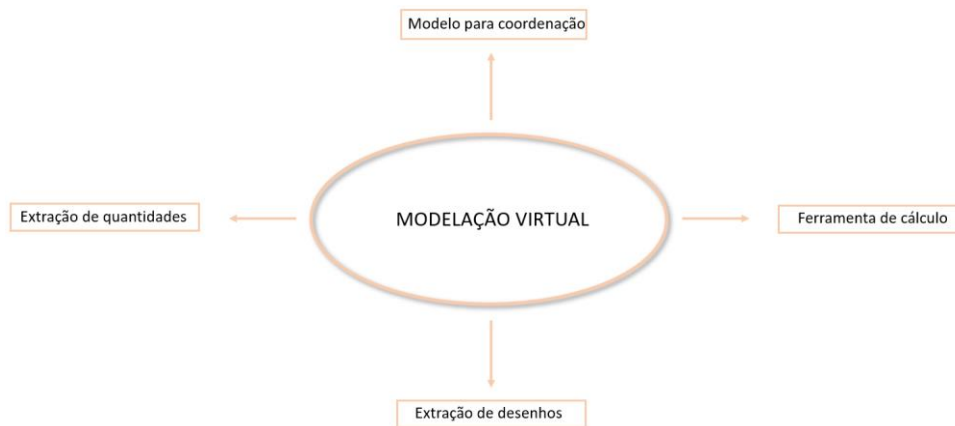 Modelo para coordenação
Extração de quantidades
MODELAÇÃO VIRTUAL
Ferramenta de cálculo
Extração de desenhos